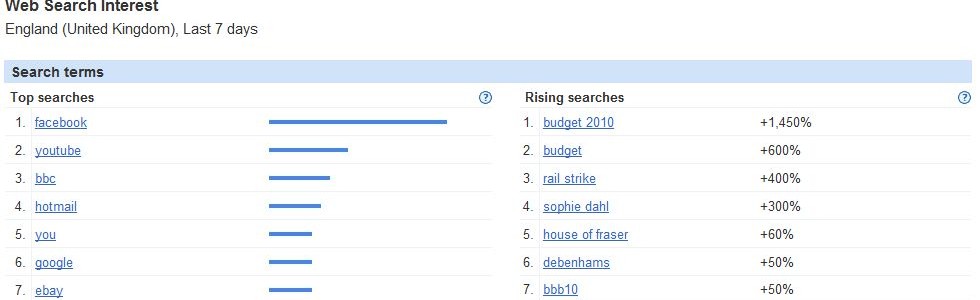 Web Search Interest
England (United Kingdom), Last 7 days
Search terms
Top searches ? Rising searches ?
1. facebook 1. budget 2010 +1,450%
2. youtube 2. budget +600%
3. bbc 3. rail strike +400%
4. hotmail 4. sophie dahl +300%
5. you 5. house of fraser +60%
6. google 6. debenhams +50%
7. ebay 7. bbb10 +50%